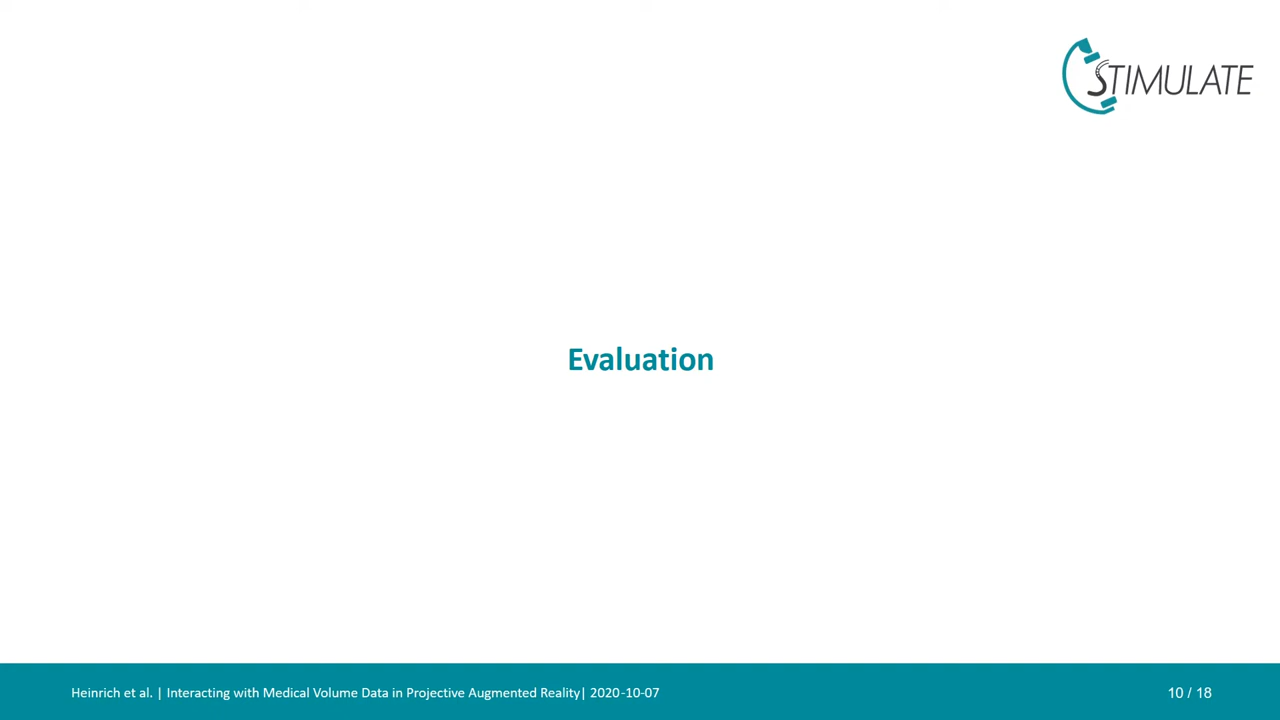 STIMULATE
Evaluation
Heinrich et al. | Interacting with Medical Volume Data in Projective Augmented Reality| 2020-10-07
10 / 18